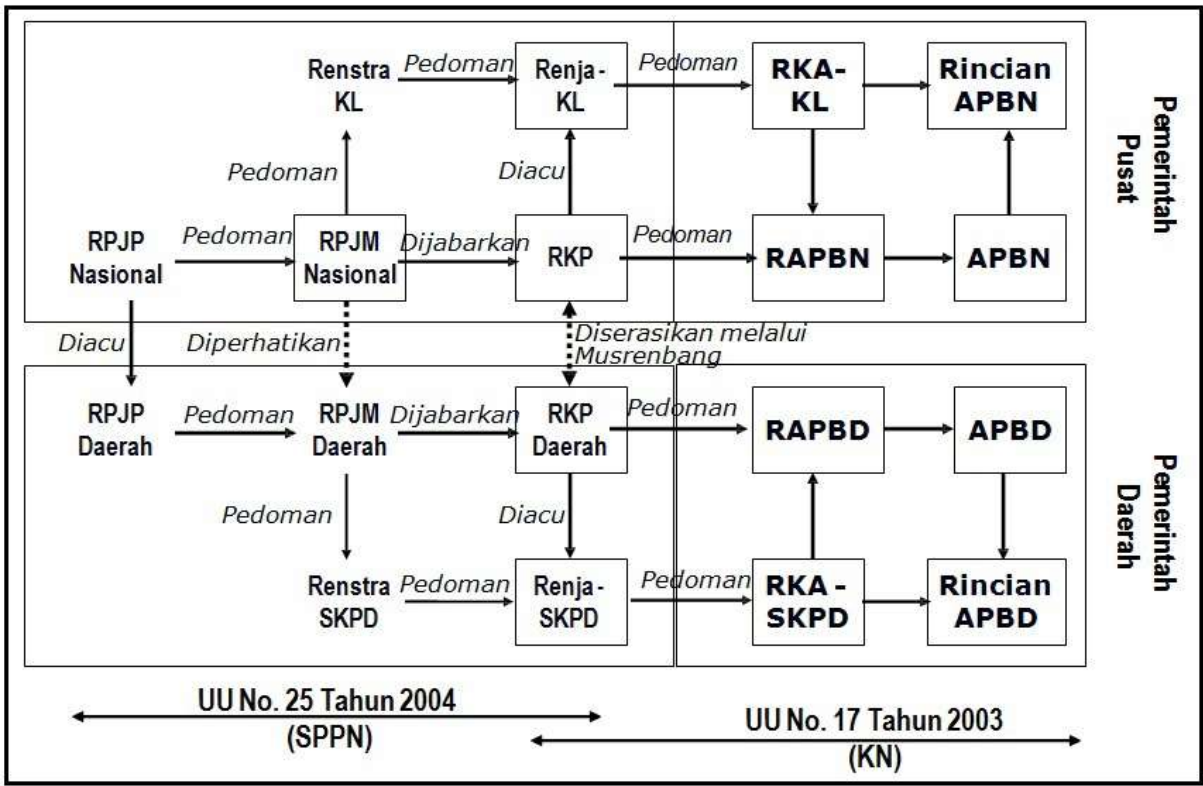 Renstra
KL
Pedoman
Renja -
KL
Pedoman
RKA-
KL
Rincian
APBN
Pemerintah
Pusat
Pedoman
Diacu
RPJP
Nasional
Pedoman
RPJM
Nasional
Dijabarkan
RKP
Pedoman
RAPBN
APBN
Diacu
Diperhatikan
Diserasikan melalui
Musrenbang
RPJP
Daerah
Pedoman
RPJM
Daerah
Dijabarkan
RKP
Daerah
Pedoman
RAPBD
APBD
Pemerintah
Daerah
Pedoman
Diacu
Renstra
SKPD
Pedoman
Renja -
SKPD
Pedoman
RKA -
SKPD
Rincian
APBD
UU No. 25 Tahun 2004
(SPPN)
UU No. 17 Tahun 2003
(KN)